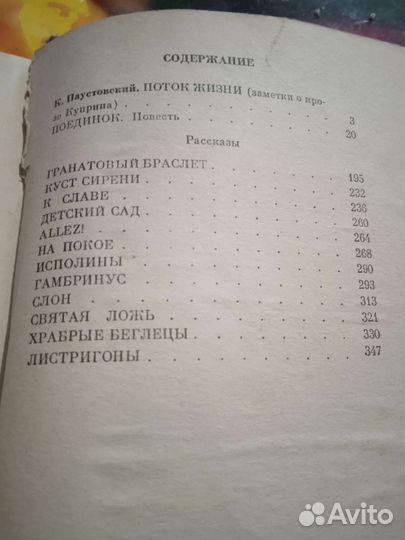 СОДЕРЖАНИЕ
К. Паустовский. ПОТОК ЖИЗНИ (заметки о про-
зе Куприна) . . . . . . . . . 3
ПОЕДИНОК. Повесть . . . . . . . 20
Рассказы
ГРАНАТОВЫЙ БРАСЛЕТ . . . . . . . 195
КУСТ СИРЕНИ . . . . . . . . . 232
К СЛАВЕ . . . . . . . . . . 236
ДЕТСКИЙ САД . . . . . . . . . 260
ALLEZ! . . . . . . . . . . 264
НА ПОКОЕ . . . . . . . . . . 268
ИСПОЛИНЫ . . . . . . . . . . 290
ГАМБРИНУС . . . . . . . . . 293
СЛОН . . . . . . . . . . . 313
СВЯТАЯ ЛОЖЬ . . . . . . . . . 321
ХРАБРЫЕ БЕГЛЕЦЫ . . . . . . . 330
ЛИСТРИГОНЫ . . . . . . . . . 347
Avito